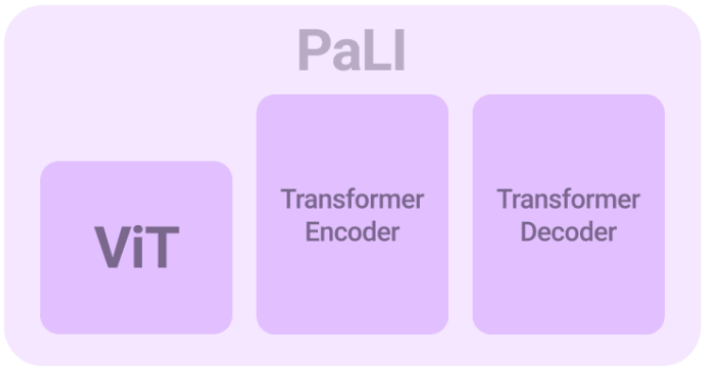 PaLI
ViT
Transformer
Encoder
Transformer
Decoder